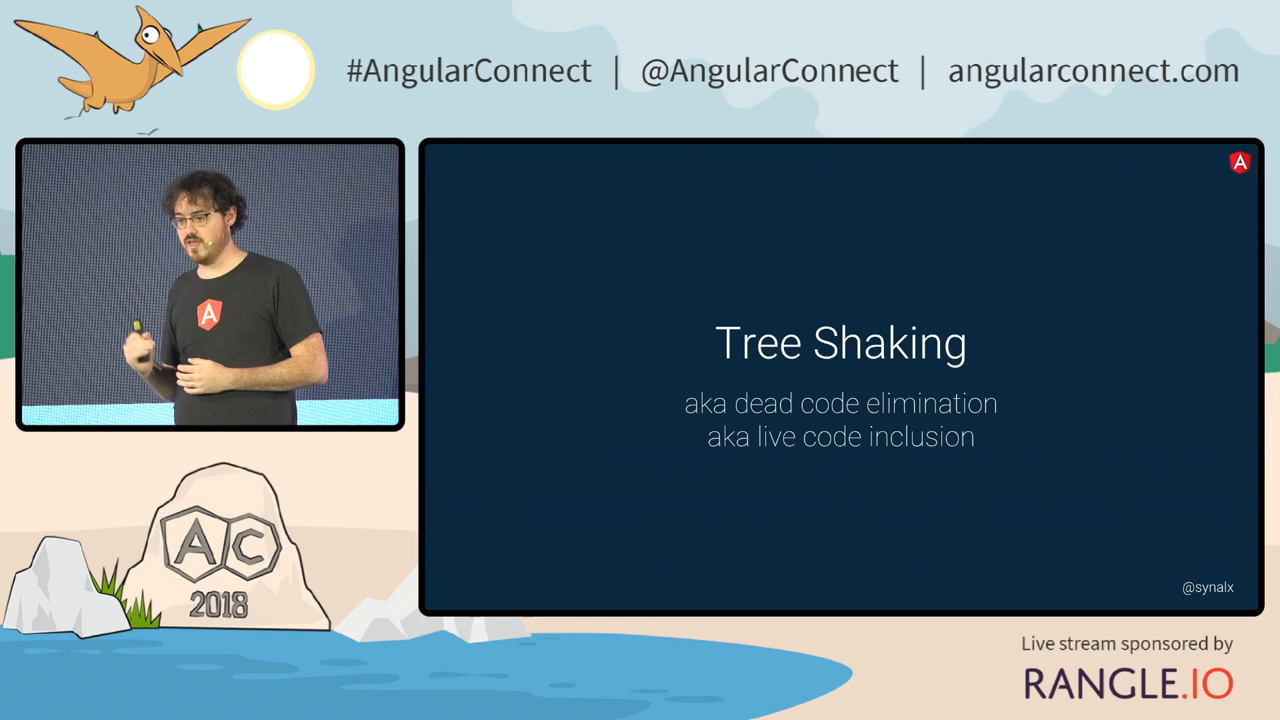 #AngularConnect | @AngularConnect | angularconnect.com
A
A
Tree Shaking
aka dead code elimination
aka live code inclusion
@synalx
AC
2018
Live stream sponsored by
RANGLE.IO